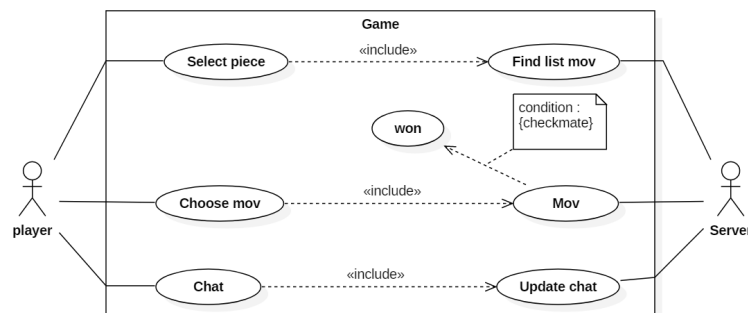 Game
Select piece
«include»
Find list mov
condition :
{checkmate}
won
Choose mov
«include»
Mov
player
Server
Chat
«include»
Update chat